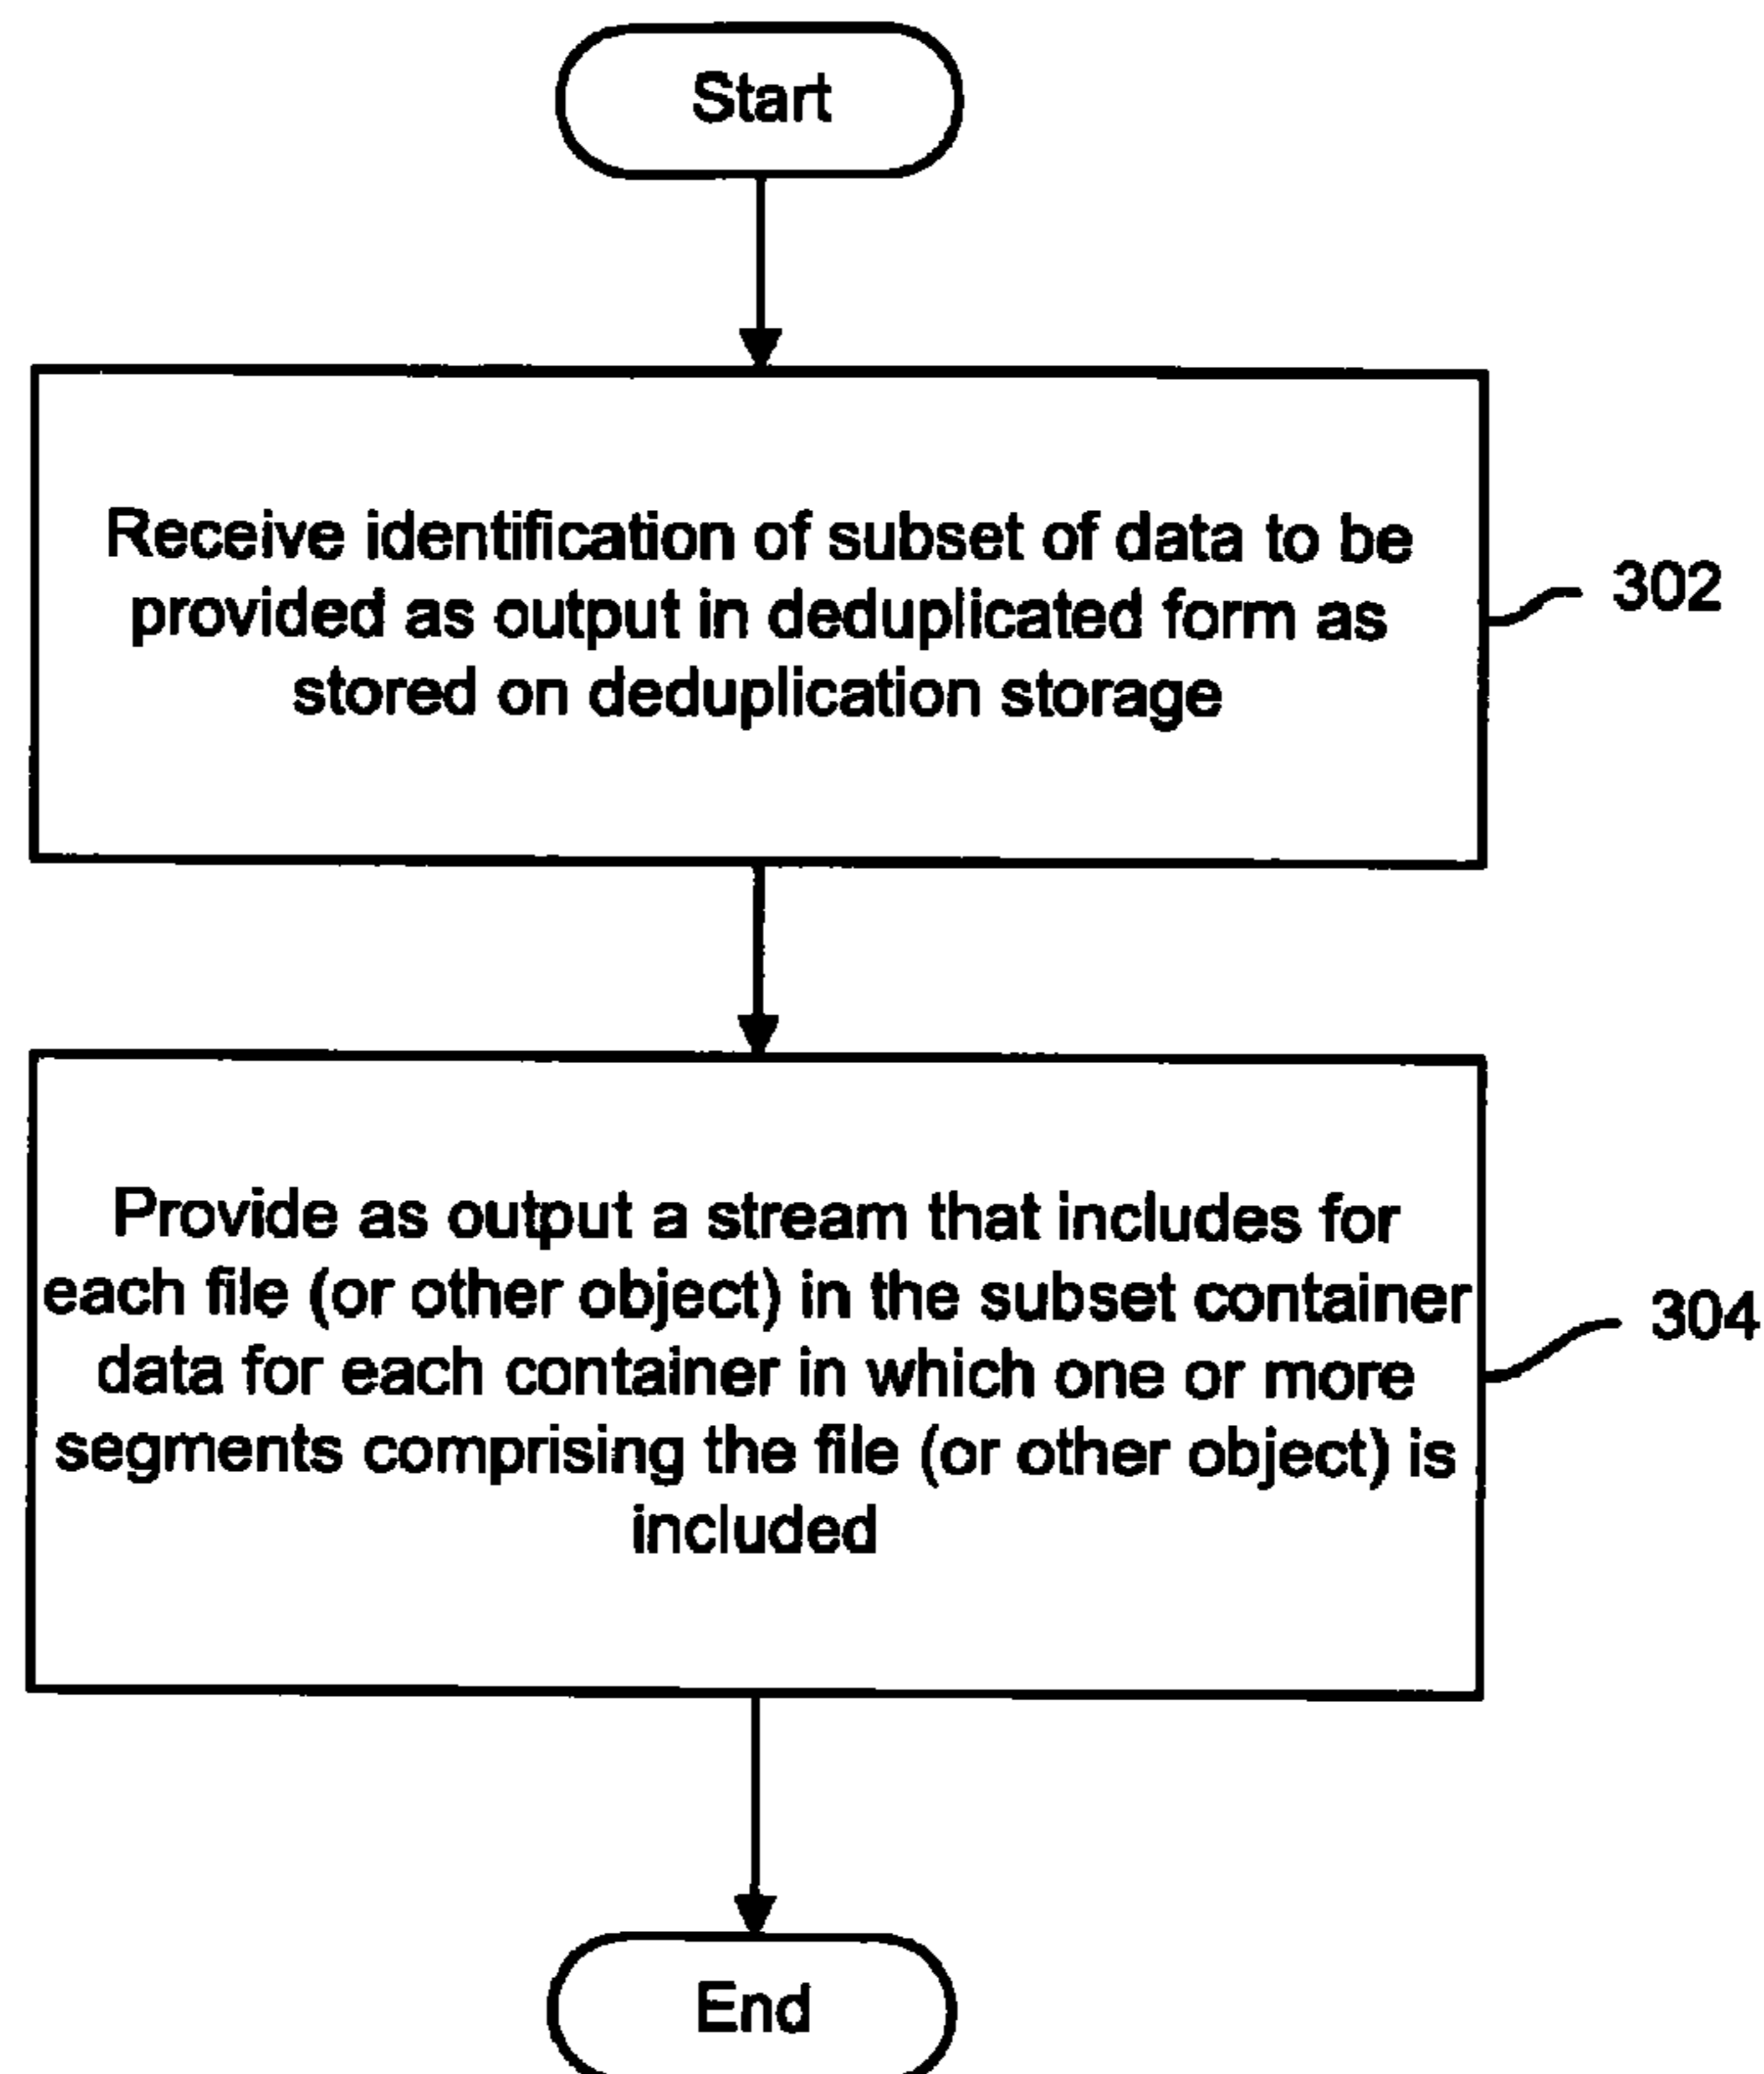 Start
Receive identification of subset of data to be
provided as output in deduplicated form as
stored on deduplication storage
302
Provide as output a stream that includes for
each file (or other object) in the subset container
data for each container in which one or more
segments comprising the file (or other object) is
included
304
End